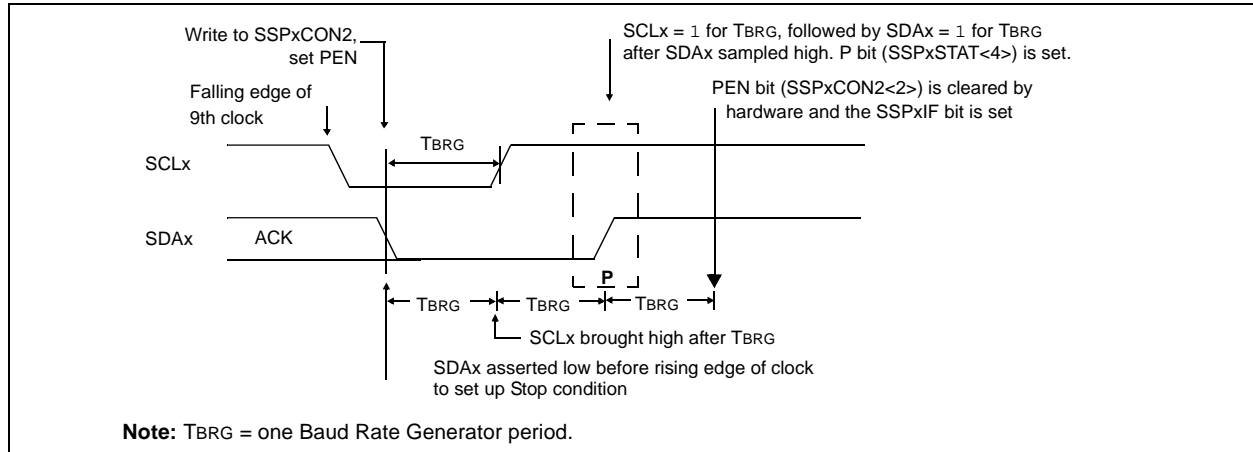 Write to SSPxCON2,
set PEN
SCLx = 1 for TBRG, followed by SDAx = 1 for TBRG
after SDAx sampled high. P bit (SSPxSTAT<4>) is set.
Falling edge of
9th clock
PEN bit (SSPxCON2<2>) is cleared by
hardware and the SSPxIF bit is set
TBRG
SCLx
SDAx
ACK
P
TBRG
TBRG
TBRG
SCLx brought high after TBRG
SDAx asserted low before rising edge of clock
to set up Stop condition
Note: TBRG = one Baud Rate Generator period.